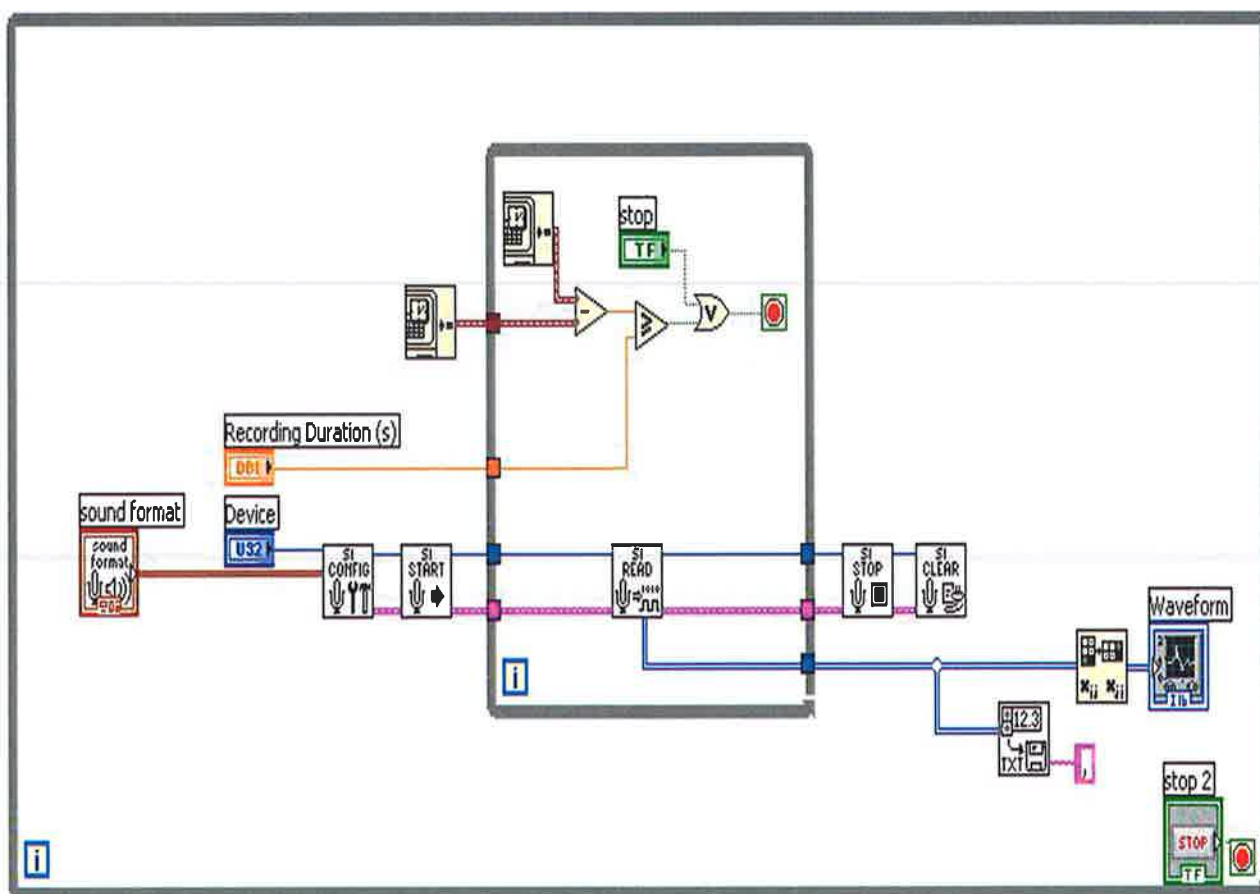 stop
TF
Recording Duration (s)
DBL
sound format
sound
format
Device
U32
SI
CONFIG
SI
START
SI
READ
1010
SI
STOP
SI
CLEAR
Waveform
i
12.3
TXT
,
stop 2
STOP
TF
i